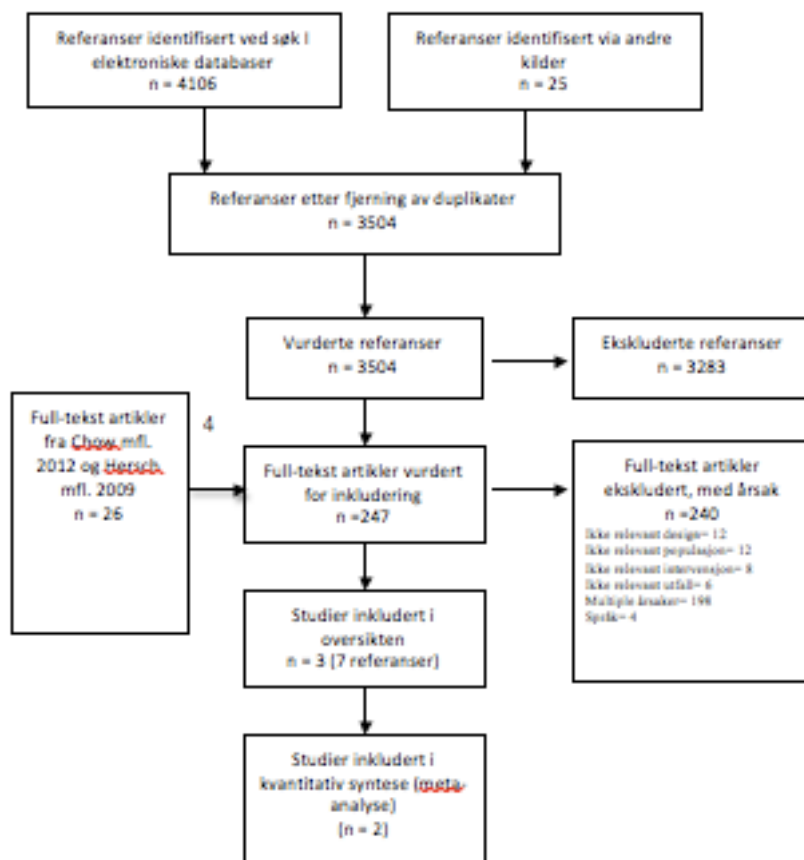 Referanser identifisert ved søk I
elektroniske databaser
n = 4106
Referanser identifisert via andre
kilder
n = 25
Referanser etter fjerning av duplikater
n = 3504
Vurderte referanser
n = 3504
Ekskluderte referanser
n = 3283
Full-tekst artikler
fra Chow mfl.
2012 og Hersch
mfl. 2009
n = 26
4
Full-tekst artikler vurdert
for inkludering
n =247
Full-tekst artikler
ekskludert, med årsak
n =240
Ikke relevant design= 12
Ikke relevant populasjon= 12
Ikke relevant intervensjon= 8
Ikke relevant utfall= 6
Multiple årsaker= 198
Språk= 4
Studier inkludert i
oversikten
n = 3 (7 referanser)
Studier inkludert i
kvantitativ syntese (meta-
analyse)
(n = 2)